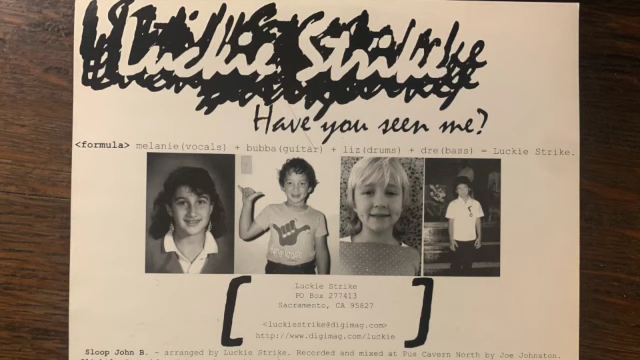 Luckie Strike
Have you seen me?
<formula> melanie(vocals) + bubba(guitar) + liz(drums) + dre(bass) = Luckie Strike.
Luckie Strike
PO Box 277413
Sacramento, CA 95827
<luckiestrike@digimag.com>
http://www.digimag.com/luckie
Sloop John B. - arranged by Luckie Strike. Recorded and mixed at Pus Cavern North by Joe Johnston.